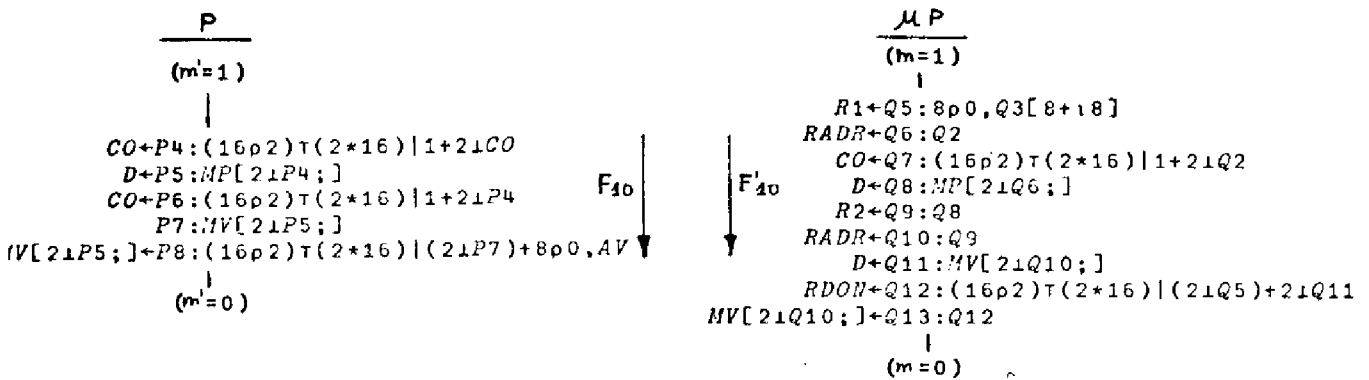 P
(m'=1)
CO←P4:(16ρ2)⊤(2*16)|1+2⊥CO
D←P5:MP[2⊥P4;]
CO←P6:(16ρ2)⊤(2*16)|1+2⊥P4
P7:MV[2⊥P5;]
MV[2⊥P5;]←P8:(16ρ2)⊤(2*16)|(2⊥P7)+8ρ0,AV
(m'=0)
F10
F'10
μP
(m=1)
R1←Q5:8ρ0,Q3[8+ι8]
RADR←Q6:Q2
CO←Q7:(16ρ2)⊤(2*16)|1+2⊥Q2
D←Q8:MP[2⊥Q6;]
R2←Q9:Q8
RADR←Q10:Q9
D←Q11:MV[2⊥Q10;]
RDON←Q12:(16ρ2)⊤(2*16)|(2⊥Q5)+2⊥Q11
MV[2⊥Q10;]←Q13:Q12
(m=0)